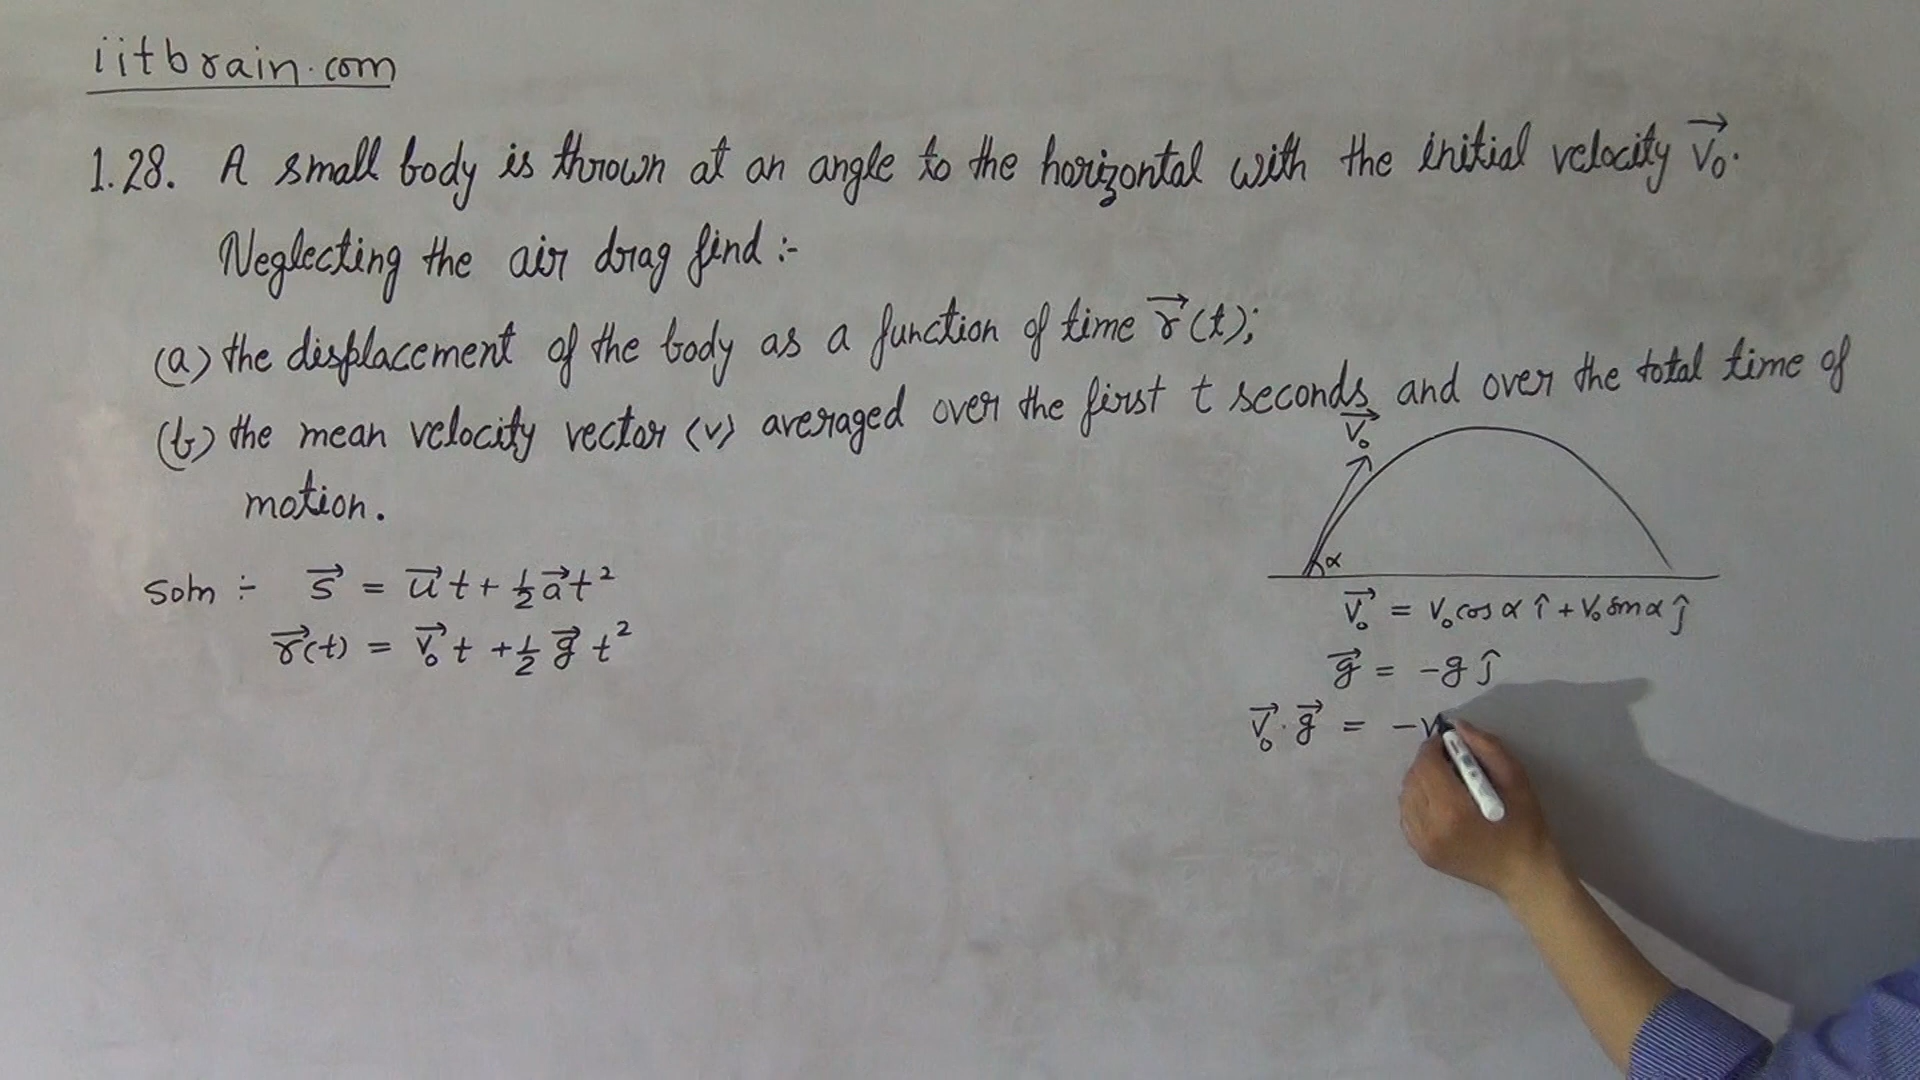 iitbrain.com
1.28. A small body is thrown at an angle to the horizontal with the initial velocity v⃗₀.
Neglecting the air drag find :-
(a) the displacement of the body as a function of time r⃗(t);
(b) the mean velocity vector ⟨v⟩ averaged over the first t seconds and over the total time of
motion.
v⃗₀
α
Soln :- s⃗ = u⃗t + ½a⃗t²
r⃗(t) = v⃗₀t + ½g⃗t²
v⃗₀ = v₀cosα î + v₀sinα ĵ
g⃗ = -gĵ
v⃗₀·g⃗ = -v